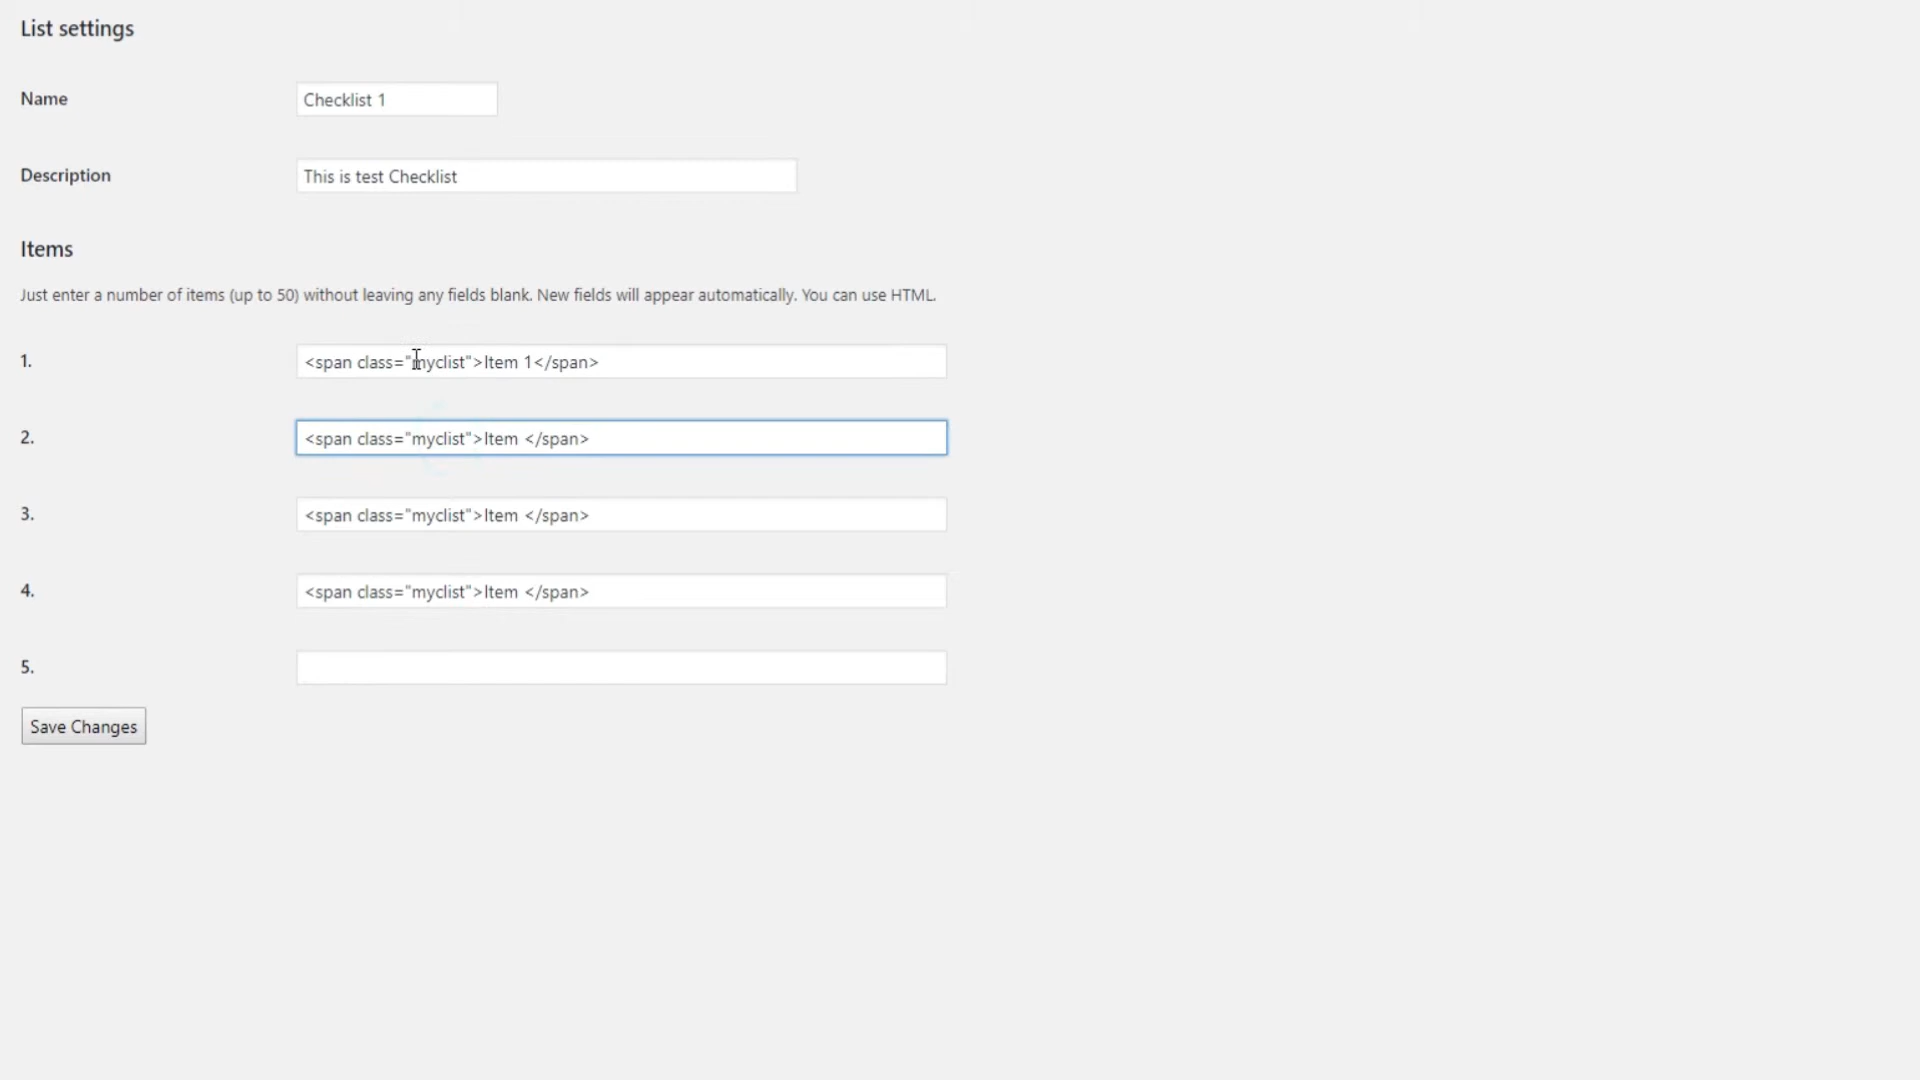 List settings
Name
Checklist 1
Description
This is test Checklist
Items
Just enter a number of items (up to 50) without leaving any fields blank. New fields will appear automatically. You can use HTML.
1.
<span class="myclist">Item 1</span>
2.
<span class="myclist">Item </span>
3.
<span class="myclist">Item </span>
4.
<span class="myclist">Item </span>
5.
Save Changes